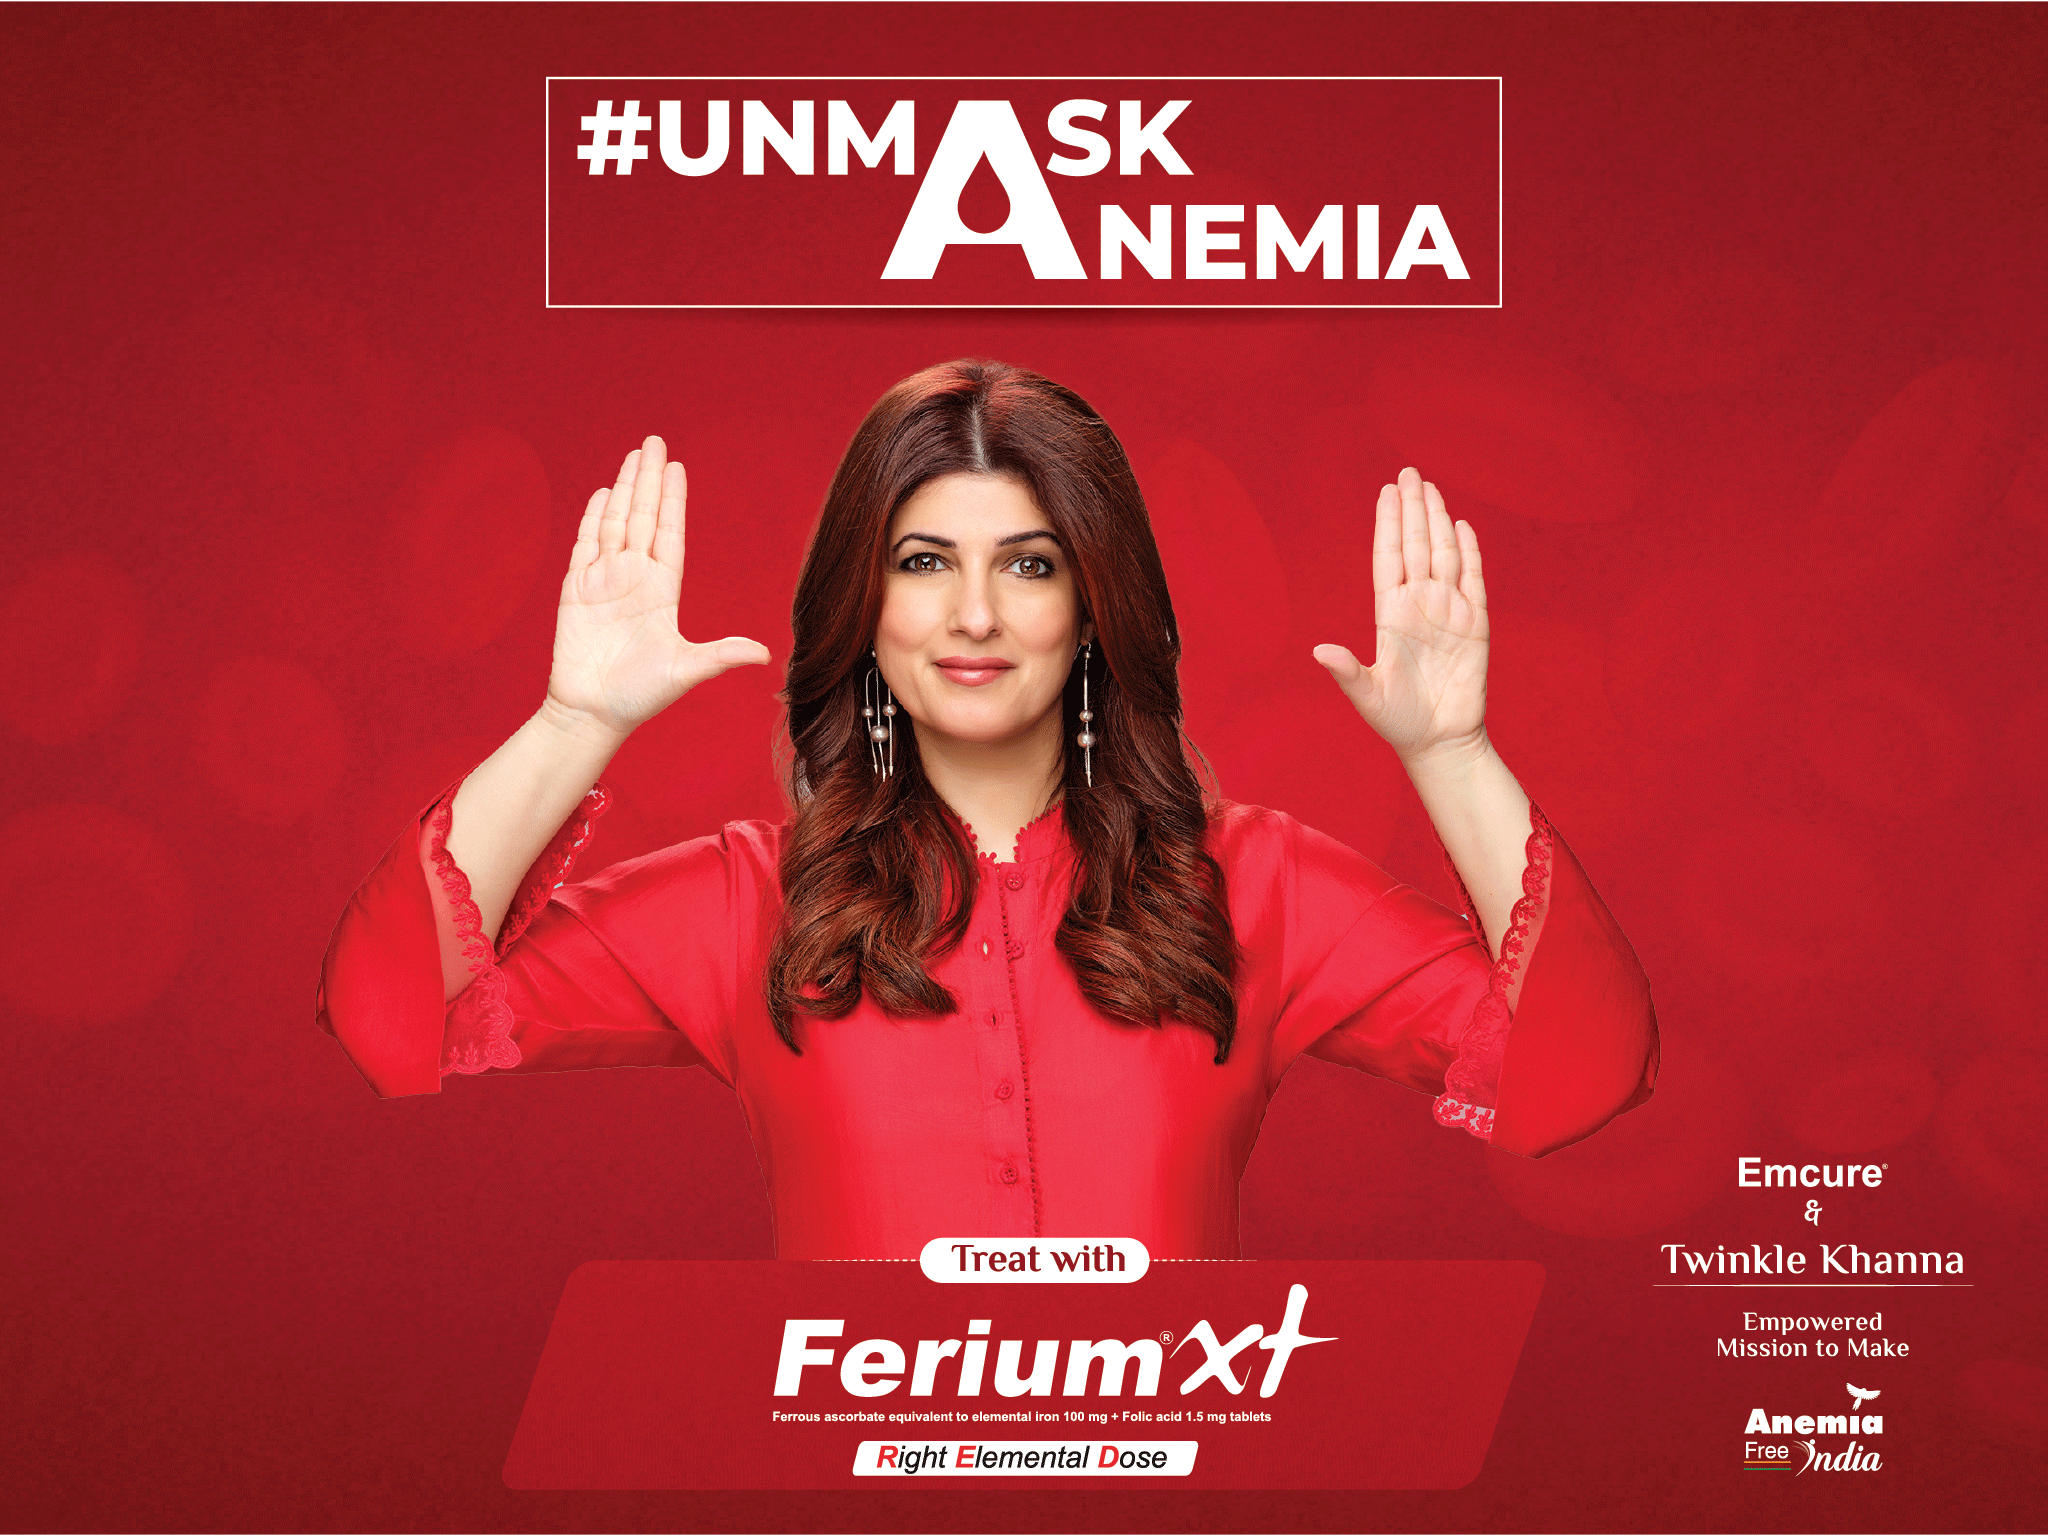 #UNMASK
ANEMIA
Treat with
Ferium® xt
Ferrous ascorbate equivalent to elemental iron 100 mg + Folic acid 1.5 mg tablets
Right Elemental Dose
Emcure®
&
Twinkle Khanna
Empowered
Mission to Make
Anemia
Free India